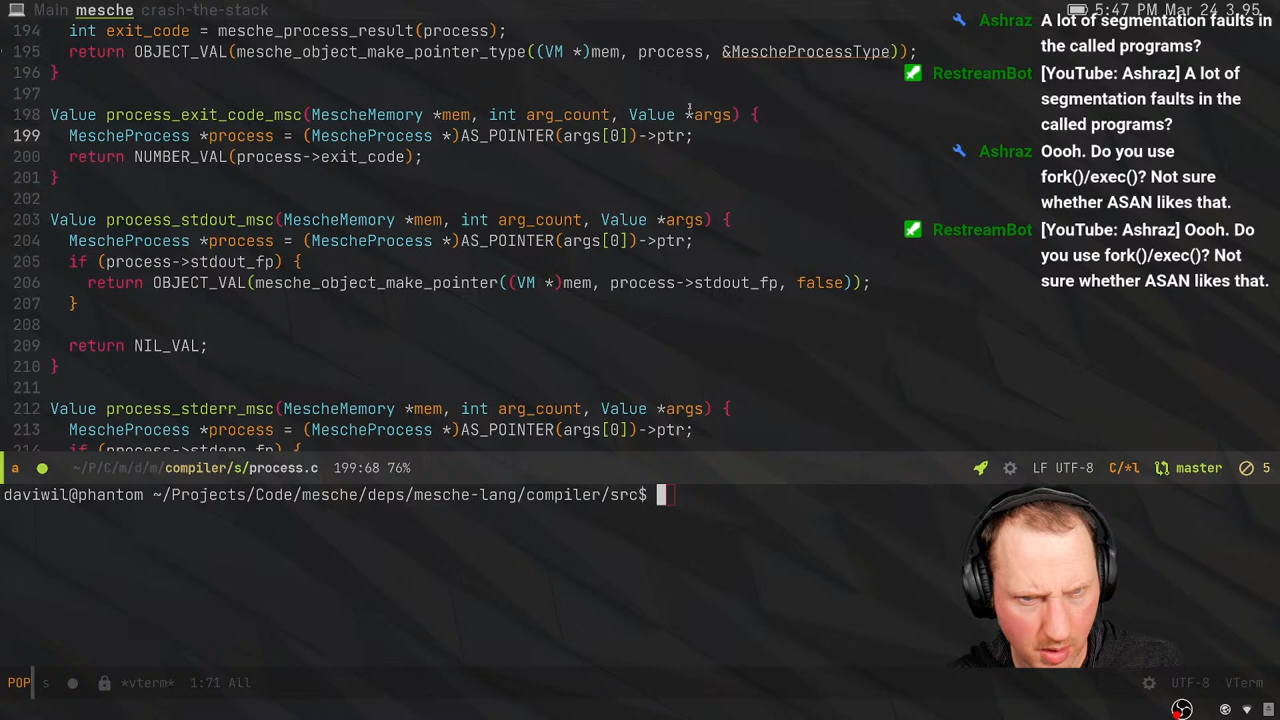 Main mesche crash-the-stack
5:47 PM Mar 24 3.95
194 int exit_code = mesche_process_result(process);
195 return OBJECT_VAL(mesche_object_make_pointer_type((VM *)mem, process, &MescheProcessType));
196 }
197
198 Value process_exit_code_msc(MescheMemory *mem, int arg_count, Value *args) {
199 MescheProcess *process = (MescheProcess *)AS_POINTER(args[0])->ptr;
200 return NUMBER_VAL(process->exit_code);
201 }
202
203 Value process_stdout_msc(MescheMemory *mem, int arg_count, Value *args) {
204 MescheProcess *process = (MescheProcess *)AS_POINTER(args[0])->ptr;
205 if (process->stdout_fp) {
206 return OBJECT_VAL(mesche_object_make_pointer((VM *)mem, process->stdout_fp, false));
207 }
208
209 return NIL_VAL;
210 }
211
212 Value process_stderr_msc(MescheMemory *mem, int arg_count, Value *args) {
213 MescheProcess *process = (MescheProcess *)AS_POINTER(args[0])->ptr;
214 if (process->stderr_fp) {
Ashraz A lot of segmentation faults in
the called programs?
RestreamBot [YouTube: Ashraz] A lot of
segmentation faults in the
called programs?
Ashraz Oooh. Do you use
fork()/exec()? Not sure
whether ASAN likes that.
RestreamBot [YouTube: Ashraz] Oooh. Do
you use fork()/exec()? Not
sure whether ASAN likes that.
a ~/P/C/m/d/m/compiler/s/process.c 199:68 76% LF UTF-8 C/*l master 5
daviwil@phantom ~/Projects/Code/mesche/deps/mesche-lang/compiler/src$
POP s *vterm* 1:71 All UTF-8 VTerm